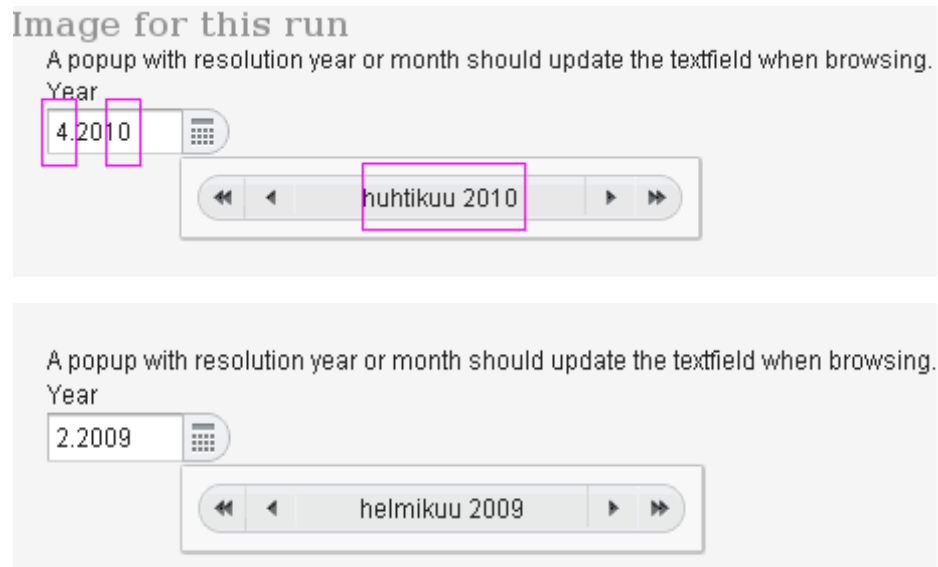 Image for this run
A popup with resolution year or month should update the textfield when browsing.
Year
4.2010
huhtikuu 2010
A popup with resolution year or month should update the textfield when browsing.
Year
2.2009
helmikuu 2009